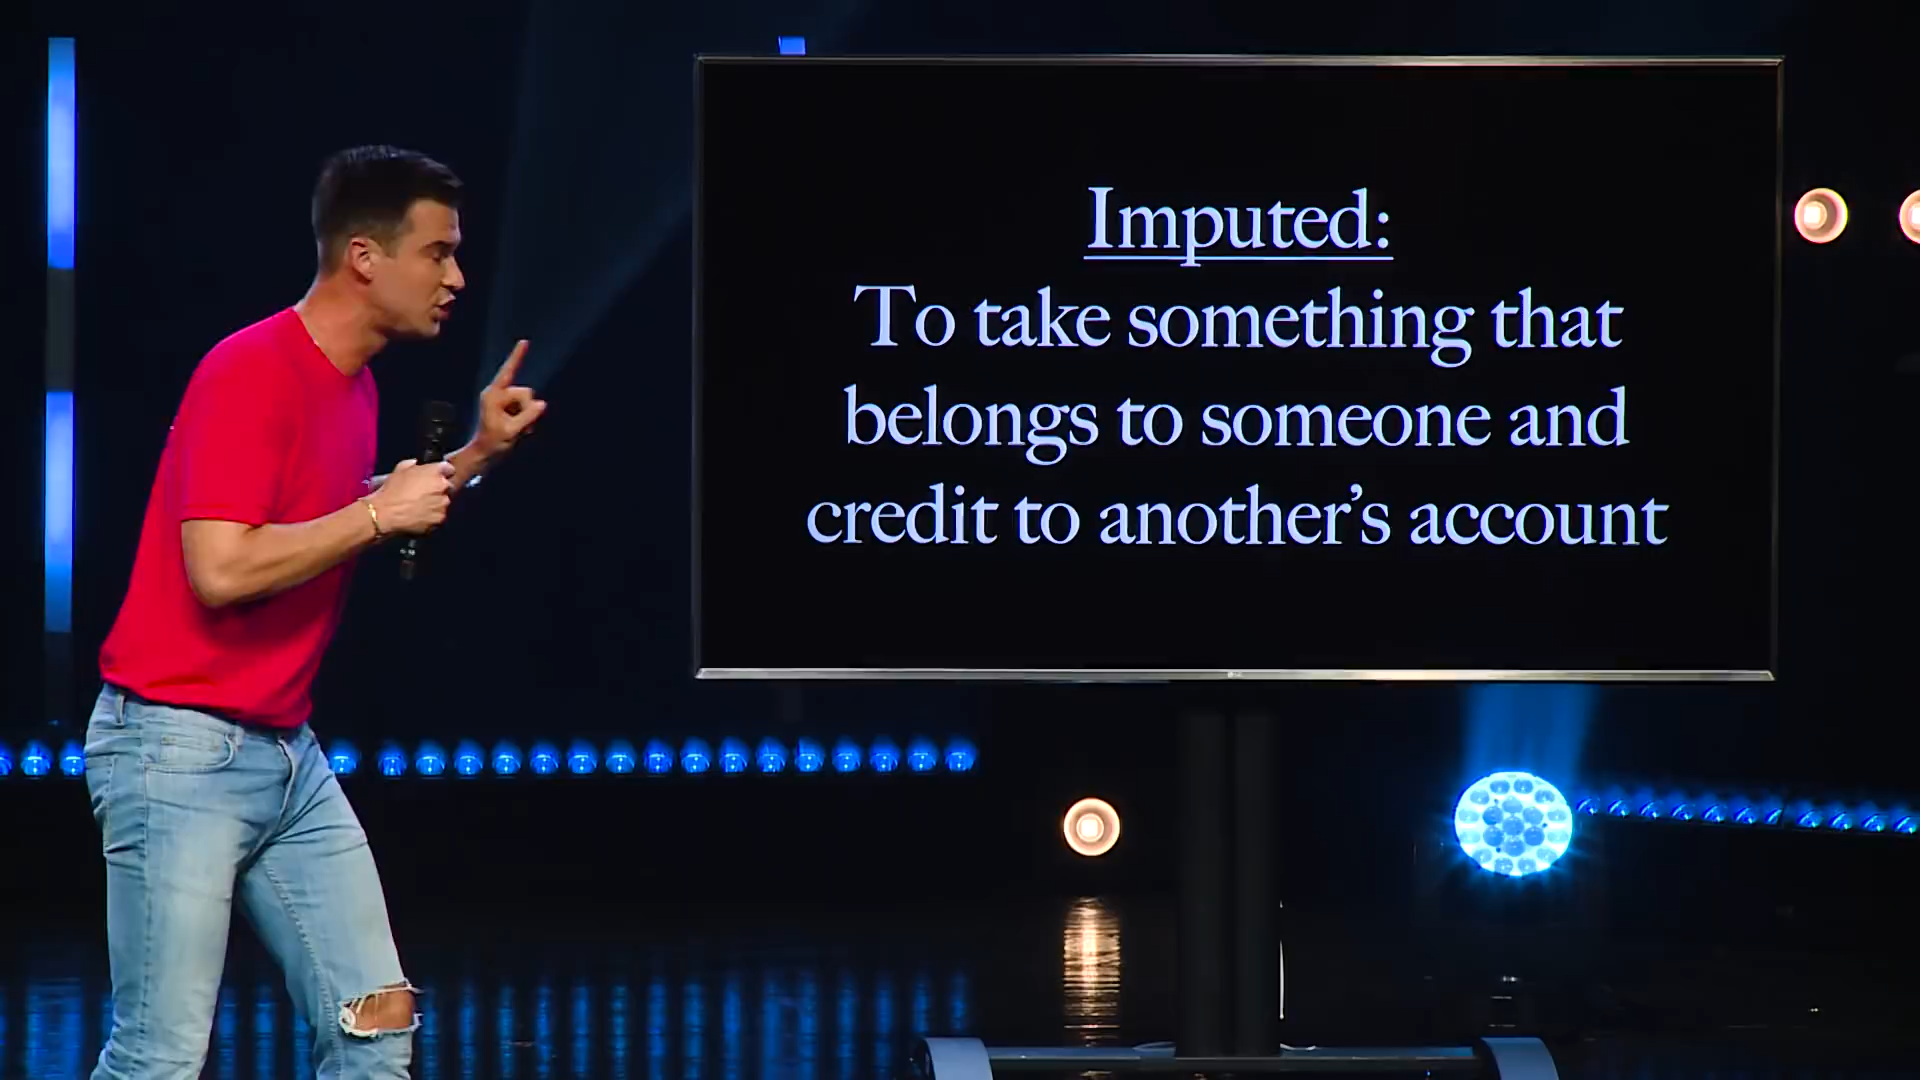 Imputed:
To take something that
belongs to someone and
credit to another’s account